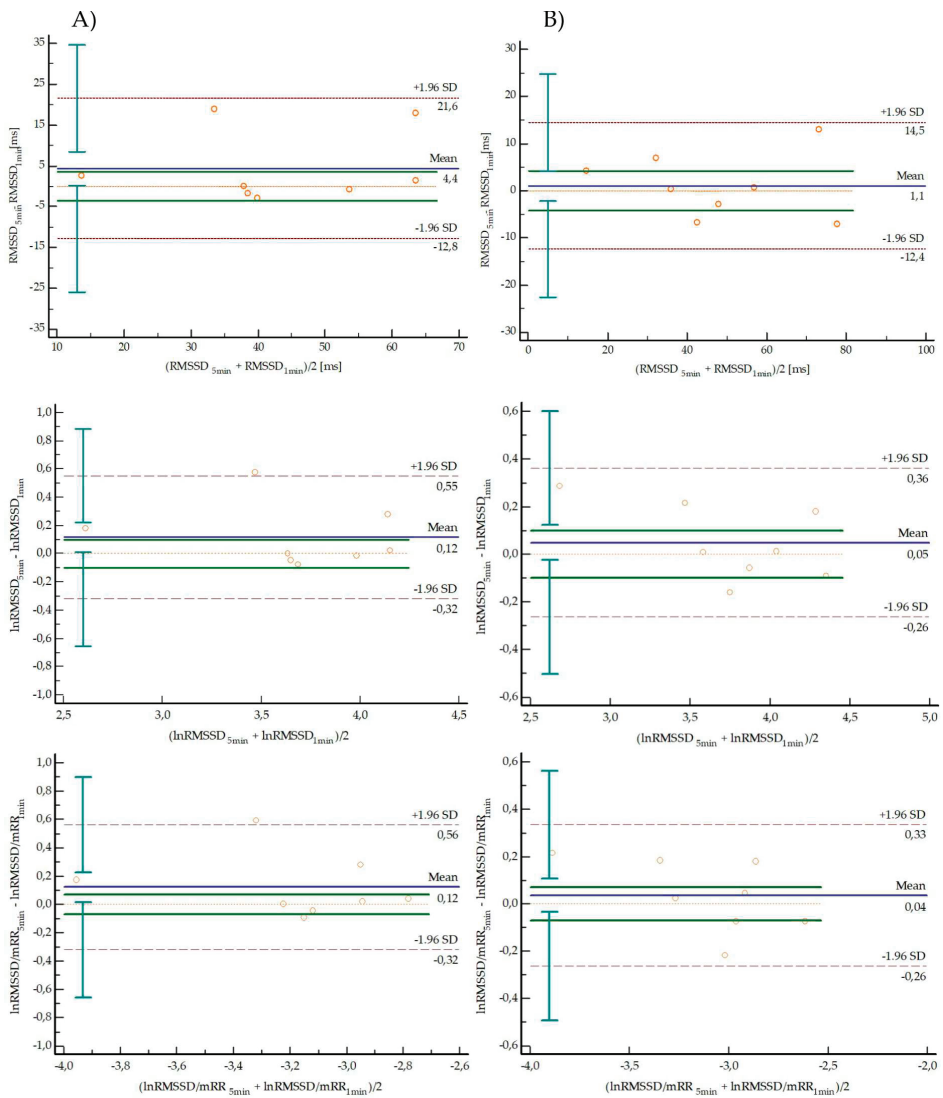 A)
B)
35
25
15
5
-5
-15
-25
-35
RMSSD 5min- RMSSD 1min [ms]
+1.96 SD
21,6
Mean
4,4
-1.96 SD
-12,8
10 20 30 40 50 60 70
(RMSSD 5min + RMSSD1min)/2 [ms]
30
20
10
0
-10
-20
-30
RMSSD 5min- RMSSD 1min [ms]
+1.96 SD
14,5
Mean
1,1
-1.96 SD
-12,4
0 20 40 60 80 100
(RMSSD 5min + RMSSD1min)/2 [ms]
1,0
0,8
0,6
0,4
0,2
0,0
-0,2
-0,4
-0,6
-0,8
-1,0
lnRMSSD5min - lnRMSSD1min
+1.96 SD
0,55
Mean
0,12
-1.96 SD
-0,32
2,5 3,0 3,5 4,0 4,5
(lnRMSSD 5min + lnRMSSD1min)/2
0,6
0,4
0,2
0,0
-0,2
-0,4
-0,6
lnRMSSD5min - lnRMSSD1min
+1.96 SD
0,36
Mean
0,05
-1.96 SD
-0,26
2,5 3,0 3,5 4,0 4,5 5,0
(lnRMSSD 5min + lnRMSSD1min)/2
1,0
0,8
0,6
0,4
0,2
0,0
-0,2
-0,4
-0,6
-0,8
-1,0
lnRMSSD/mRR5min - lnRMSSD/mRR1min
+1.96 SD
0,56
Mean
0,12
-1.96 SD
-0,32
-4,0 -3,8 -3,6 -3,4 -3,2 -3,0 -2,8 -2,6
(lnRMSSD/mRR 5min + lnRMSSD/mRR1min)/2
0,6
0,4
0,2
0,0
-0,2
-0,4
-0,6
lnRMSSD/mRR5min - lnRMSSD/mRR1min
+1.96 SD
0,33
Mean
0,04
-1.96 SD
-0,26
-4,0 -3,5 -3,0 -2,5 -2,0
(lnRMSSD/mRR 5min + lnRMSSD/mRR1min)/2